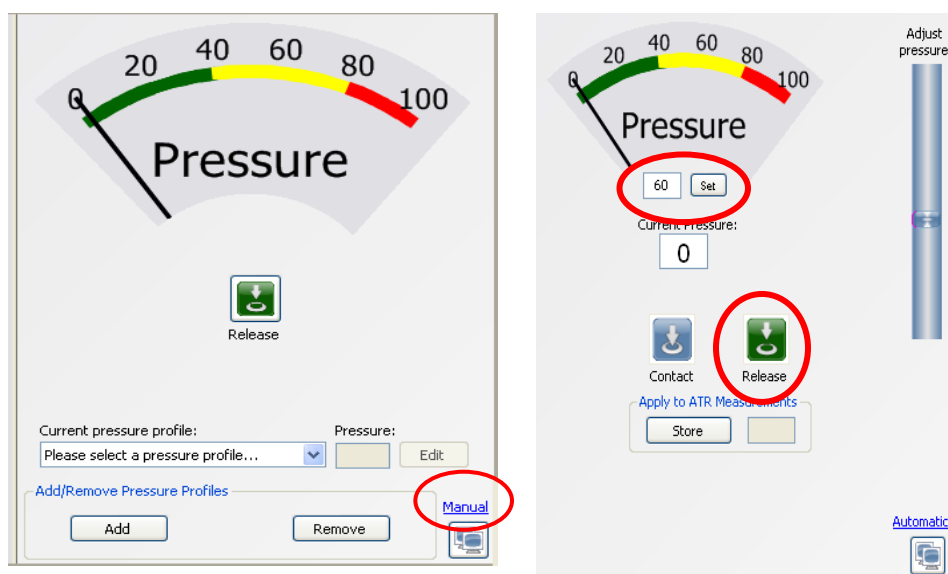 0 20 40 60 80 100
Pressure
Release
Current pressure profile: Pressure:
Please select a pressure profile... Edit
Add/Remove Pressure Profiles
Manual
Add Remove
Adjust
pressure
0 20 40 60 80 100
Pressure
60 Set
Current Pressure:
0
Contact Release
Apply to ATR Measurements
Store
Automatic